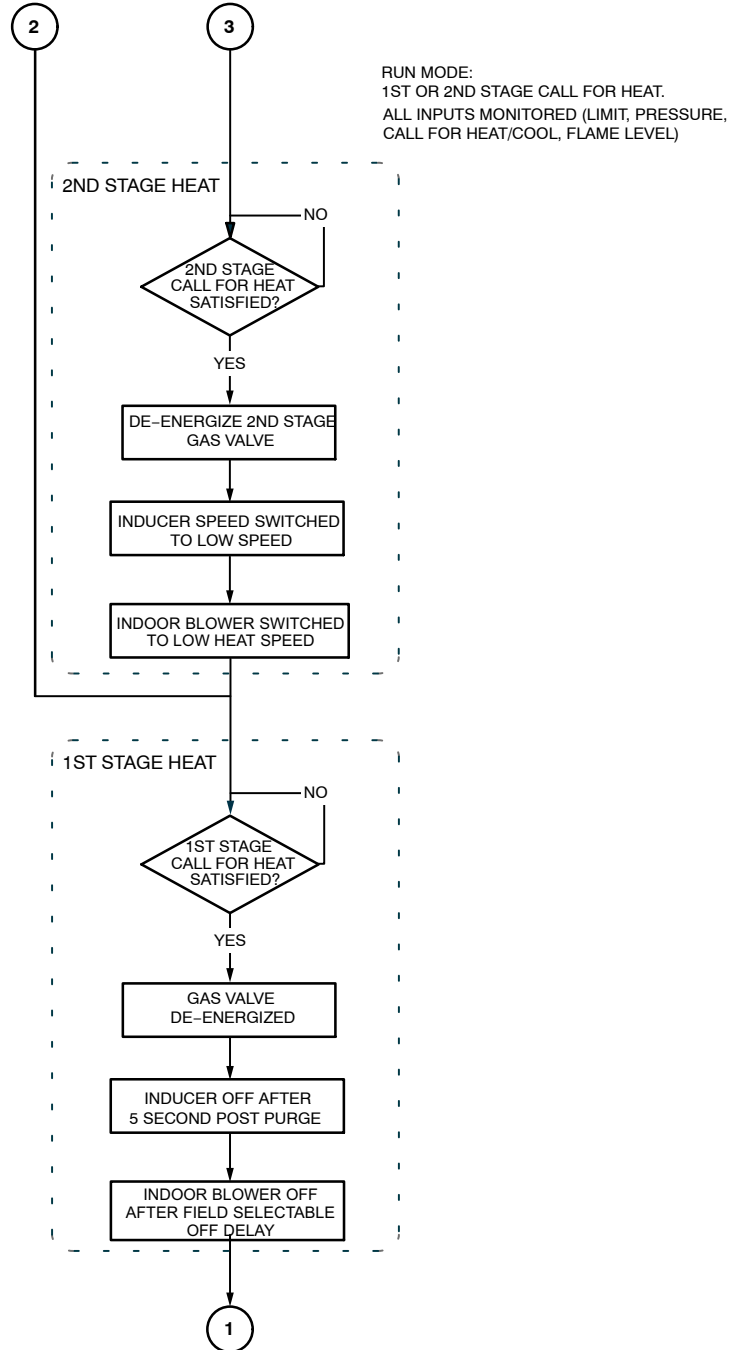 2
3
RUN MODE:
1ST OR 2ND STAGE CALL FOR HEAT.
ALL INPUTS MONITORED (LIMIT, PRESSURE,
CALL FOR HEAT/COOL, FLAME LEVEL)
2ND STAGE HEAT
NO
2ND STAGE
CALL FOR HEAT
SATISFIED?
YES
DE−ENERGIZE 2ND STAGE
GAS VALVE
INDUCER SPEED SWITCHED
TO LOW SPEED
INDOOR BLOWER SWITCHED
TO LOW HEAT SPEED
1ST STAGE HEAT
NO
1ST STAGE
CALL FOR HEAT
SATISFIED?
YES
GAS VALVE
DE−ENERGIZED
INDUCER OFF AFTER
5 SECOND POST PURGE
INDOOR BLOWER OFF
AFTER FIELD SELECTABLE
OFF DELAY
1